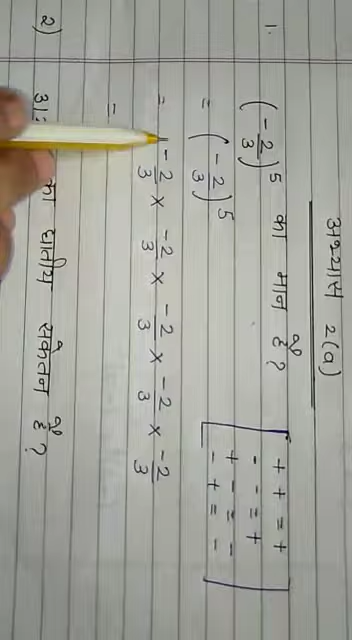 अभ्यास 2(a)
1. (-2/3)^5 का मान है?
= (-2/3)^5
= -2/3 × -2/3 × -2/3 × -2/3 × -2/3
=
+ + = +
- - = +
+ - = -
- + = -
2) का घातीय संकेतन है?